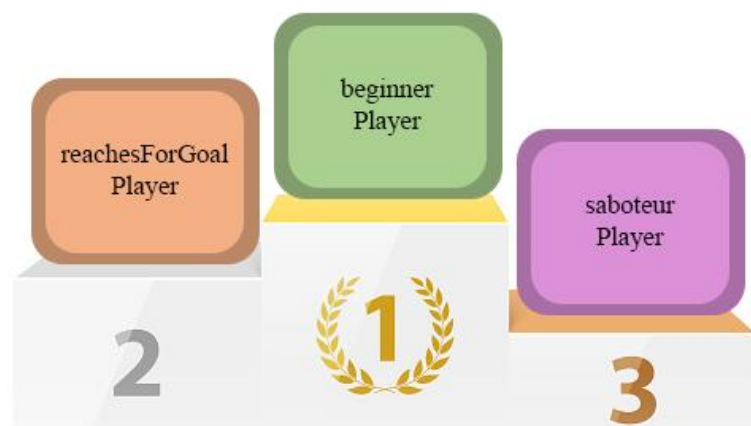 reachesForGoal
Player
beginner
Player
saboteur
Player
2
1
3